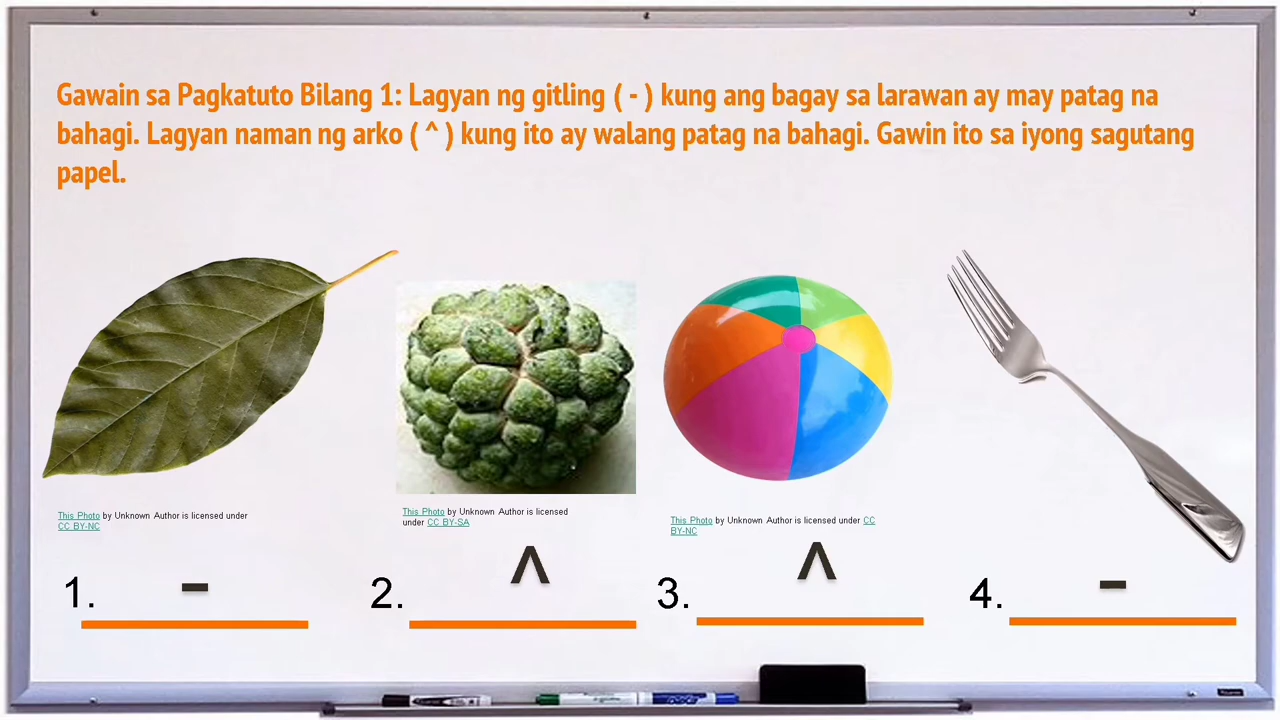 Gawain sa Pagkatuto Bilang 1: Lagyan ng gitling ( - ) kung ang bagay sa larawan ay may patag na
bahagi. Lagyan naman ng arko ( ^ ) kung ito ay walang patag na bahagi. Gawin ito sa iyong sagutang
papel.
This Photo by Unknown Author is licensed under
CC BY-NC
This Photo by Unknown Author is licensed
under CC BY-SA
This Photo by Unknown Author is licensed under CC
BY-NC
1. -
2. ^
3. ^
4. -